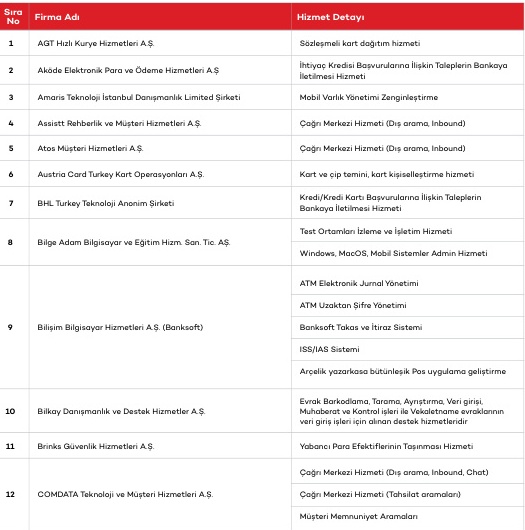 Sıra No Firma Adı Hizmet Detayı
1 AGT Hızlı Kurye Hizmetleri A.Ş. Sözleşmeli kart dağıtım hizmeti
2 Aköde Elektronik Para ve Ödeme Hizmetleri A.Ş İhtiyaç Kredisi Başvurularına İlişkin Taleplerin Bankaya
İletilmesi Hizmeti
3 Amaris Teknoloji İstanbul Danışmanlık Limited Şirketi Mobil Varlık Yönetimi Zenginleştirme
4 Assistt Rehberlik ve Müşteri Hizmetleri A.Ş. Çağrı Merkezi Hizmeti (Dış arama, Inbound)
5 Atos Müşteri Hizmetleri A.Ş. Çağrı Merkezi Hizmeti (Dış arama, Inbound)
6 Austria Card Turkey Kart Operasyonları A.Ş. Kart ve çip temini, kart kişiselleştirme hizmeti
7 BHL Turkey Teknoloji Anonim Şirketi Kredi/Kredi Kartı Başvurularına İlişkin Taleplerin
Bankaya İletilmesi Hizmeti
8 Bilge Adam Bilgisayar ve Eğitim Hizm. San. Tic. AŞ. Test Ortamları İzleme ve İşletim Hizmeti
Windows, MacOS, Mobil Sistemler Admin Hizmeti
9 Bilişim Bilgisayar Hizmetleri A.Ş. (Banksoft) ATM Elektronik Jurnal Yönetimi
ATM Uzaktan Şifre Yönetimi
Banksoft Takas ve İtiraz Sistemi
ISS/IAS Sistemi
Arçelik yazarkasa bütünleşik Pos uygulama geliştirme
10 Bilkay Danışmanlık ve Destek Hizmetler A.Ş. Evrak Barkodlama, Tarama, Ayrıştırma, Veri girişi,
Muhaberat ve Kontrol işleri ile Vekaletname evraklarının
veri giriş işleri için alınan destek hizmetleridir
11 Brinks Güvenlik Hizmetleri A.Ş. Yabancı Para Efektiflerinin Taşınması Hizmeti
12 COMDATA Teknoloji ve Müşteri Hizmetleri A.Ş. Çağrı Merkezi Hizmeti (Dış arama, Inbound, Chat)
Çağrı Merkezi Hizmeti (Tahsilat aramaları)
Müşteri Memnuniyet Aramaları